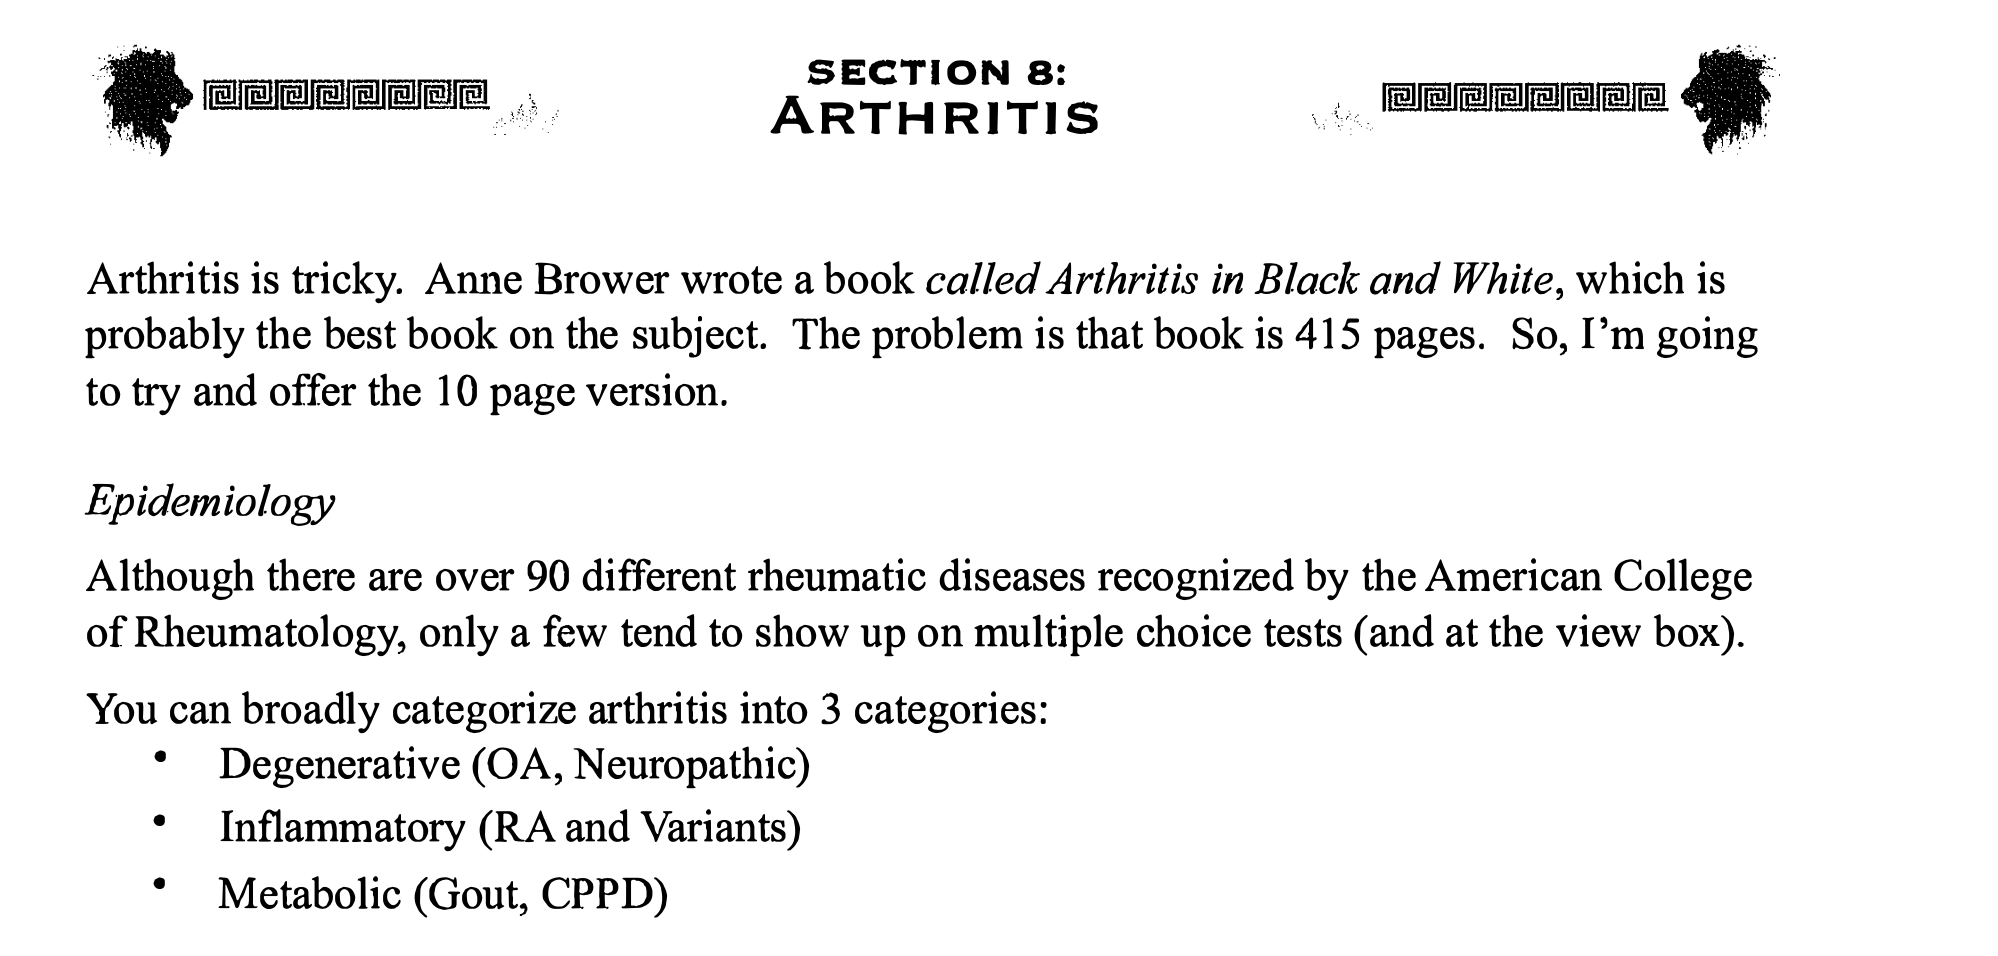 SECTION 8:
ARTHRITIS
Arthritis is tricky. Anne Brower wrote a book called Arthritis in Black and White, which is
probably the best book on the subject. The problem is that book is 415 pages. So, I'm going
to try and offer the 10 page version.
Epidemiology
Although there are over 90 different rheumatic diseases recognized by the American College
of Rheumatology, only a few tend to show up on multiple choice tests (and at the view box).
You can broadly categorize arthritis into 3 categories:
• Degenerative (OA, Neuropathic)
• Inflammatory (RA and Variants)
• Metabolic (Gout, CPPD)